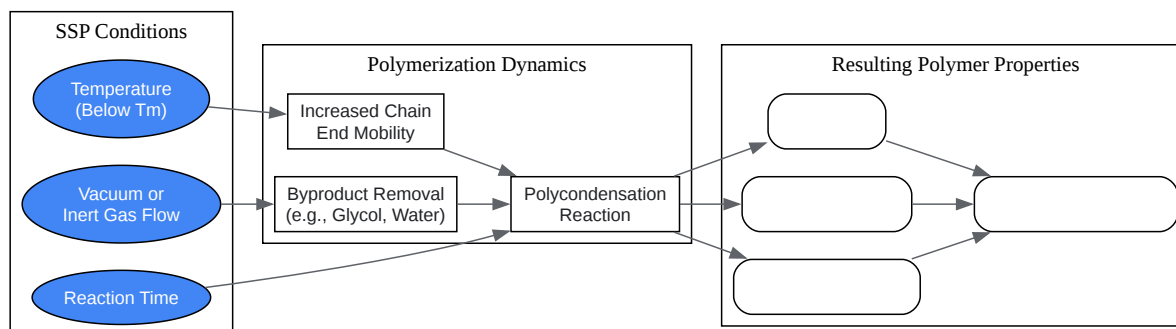 SSP Conditions
Temperature
(Below Tm)
Vacuum or
Inert Gas Flow
Reaction Time
Polymerization Dynamics
Increased Chain
End Mobility
Byproduct Removal
(e.g., Glycol, Water)
Polycondensation
Reaction
Resulting Polymer Properties